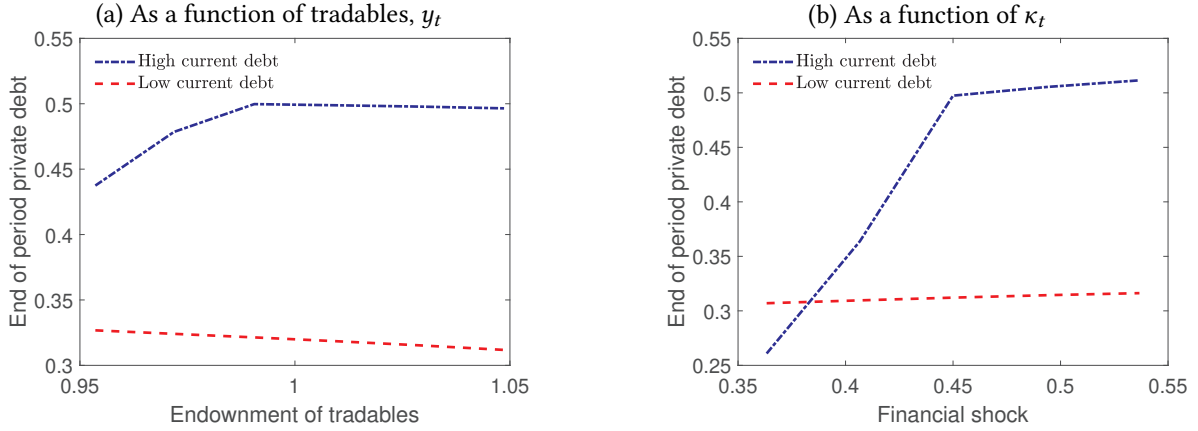 (a) As a function of tradables, y_t
0.55
0.5
0.45
0.4
0.35
0.3
0.95
1
1.05
High current debt
Low current debt
End of period private debt
Endownment of tradables
(b) As a function of κ_t
0.55
0.5
0.45
0.4
0.35
0.3
0.25
0.35
0.4
0.45
0.5
0.55
High current debt
Low current debt
End of period private debt
Financial shock